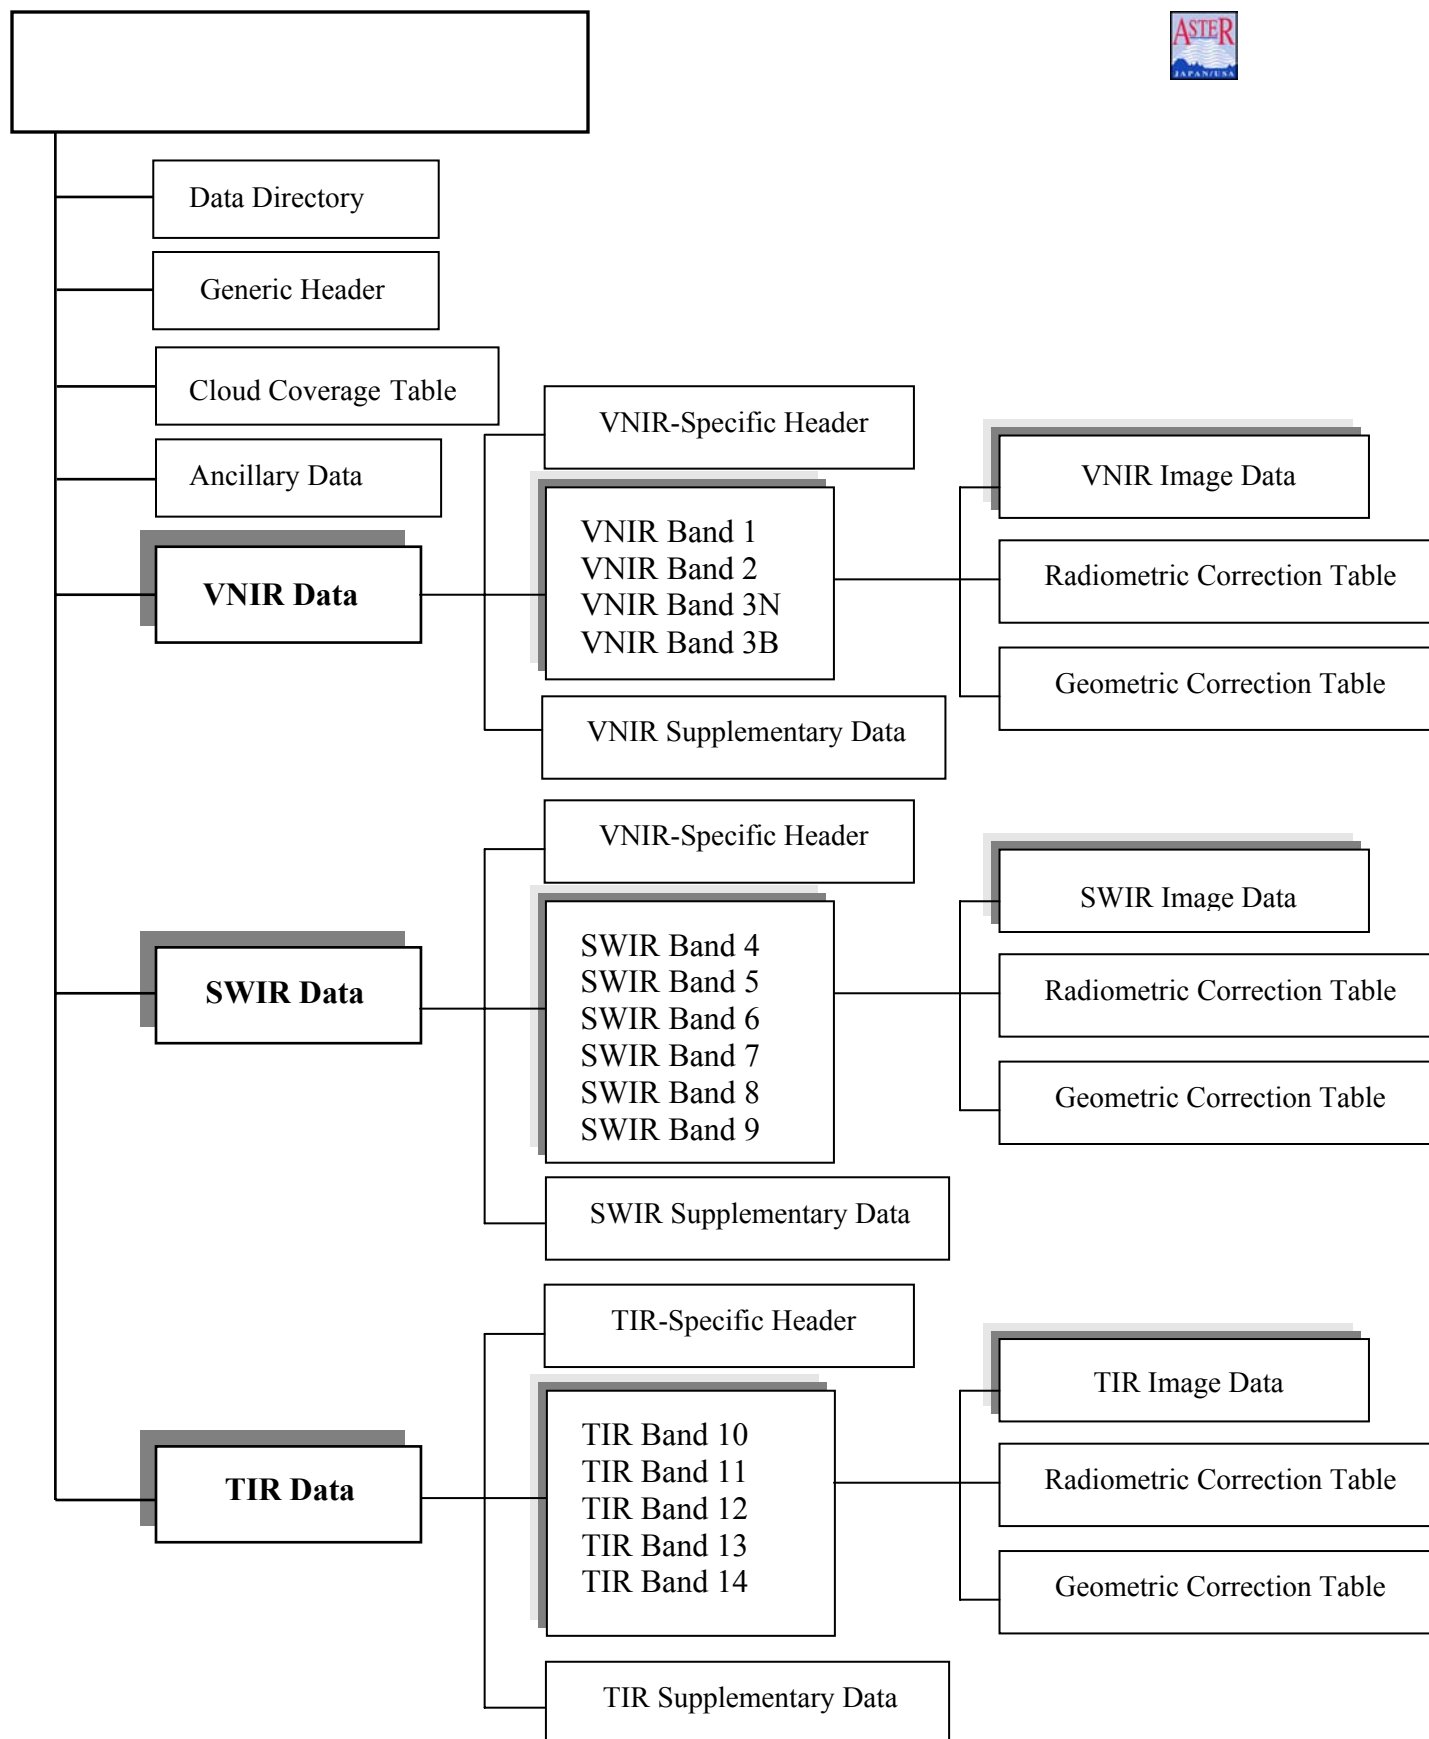 ASTER
JAPAN/USA
Data Directory
Generic Header
Cloud Coverage Table
Ancillary Data
VNIR Data
VNIR-Specific Header
VNIR Band 1
VNIR Band 2
VNIR Band 3N
VNIR Band 3B
VNIR Supplementary Data
VNIR Image Data
Radiometric Correction Table
Geometric Correction Table
SWIR Data
VNIR-Specific Header
SWIR Band 4
SWIR Band 5
SWIR Band 6
SWIR Band 7
SWIR Band 8
SWIR Band 9
SWIR Supplementary Data
SWIR Image Data
Radiometric Correction Table
Geometric Correction Table
TIR Data
TIR-Specific Header
TIR Band 10
TIR Band 11
TIR Band 12
TIR Band 13
TIR Band 14
TIR Supplementary Data
TIR Image Data
Radiometric Correction Table
Geometric Correction Table